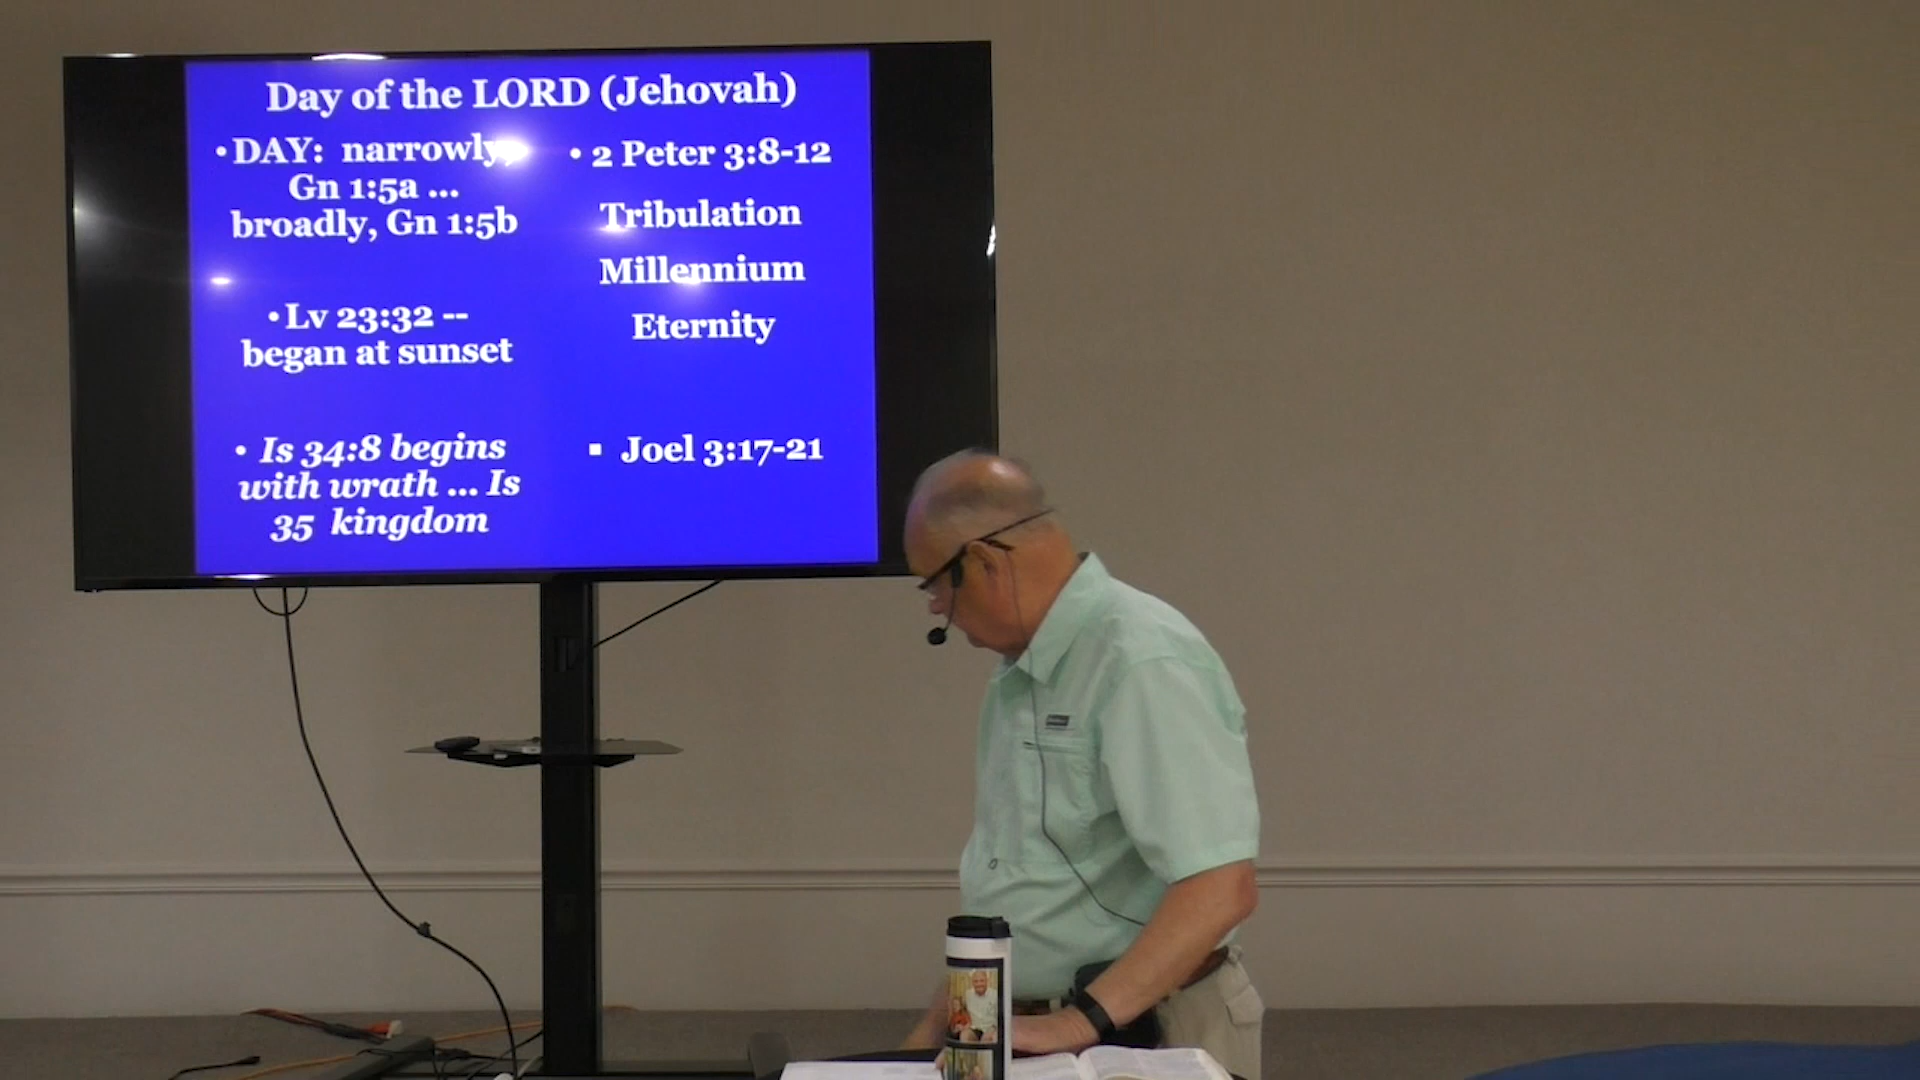 Day of the LORD (Jehovah)
• DAY: narrowly,
Gn 1:5a ...
broadly, Gn 1:5b
• Lv 23:32 --
began at sunset
• Is 34:8 begins
with wrath ... Is
35 kingdom
• 2 Peter 3:8-12
Tribulation
Millennium
Eternity
▪ Joel 3:17-21